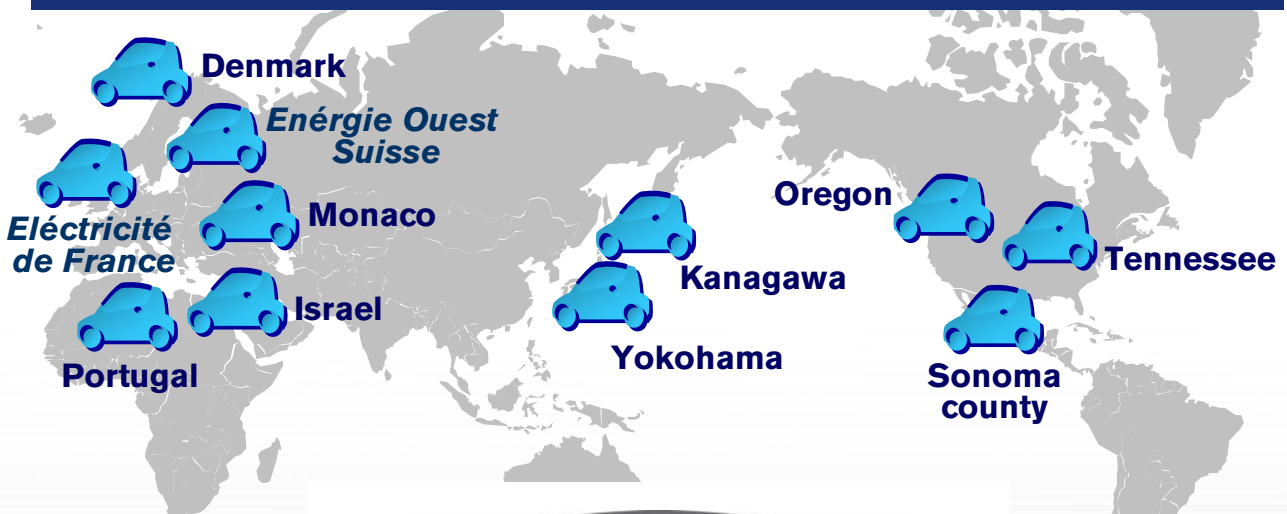 Denmark
Enérgie Ouest
Suisse
Monaco
Eléctricité
de France
Israel
Portugal
Kanagawa
Yokohama
Oregon
Tennessee
Sonoma
county